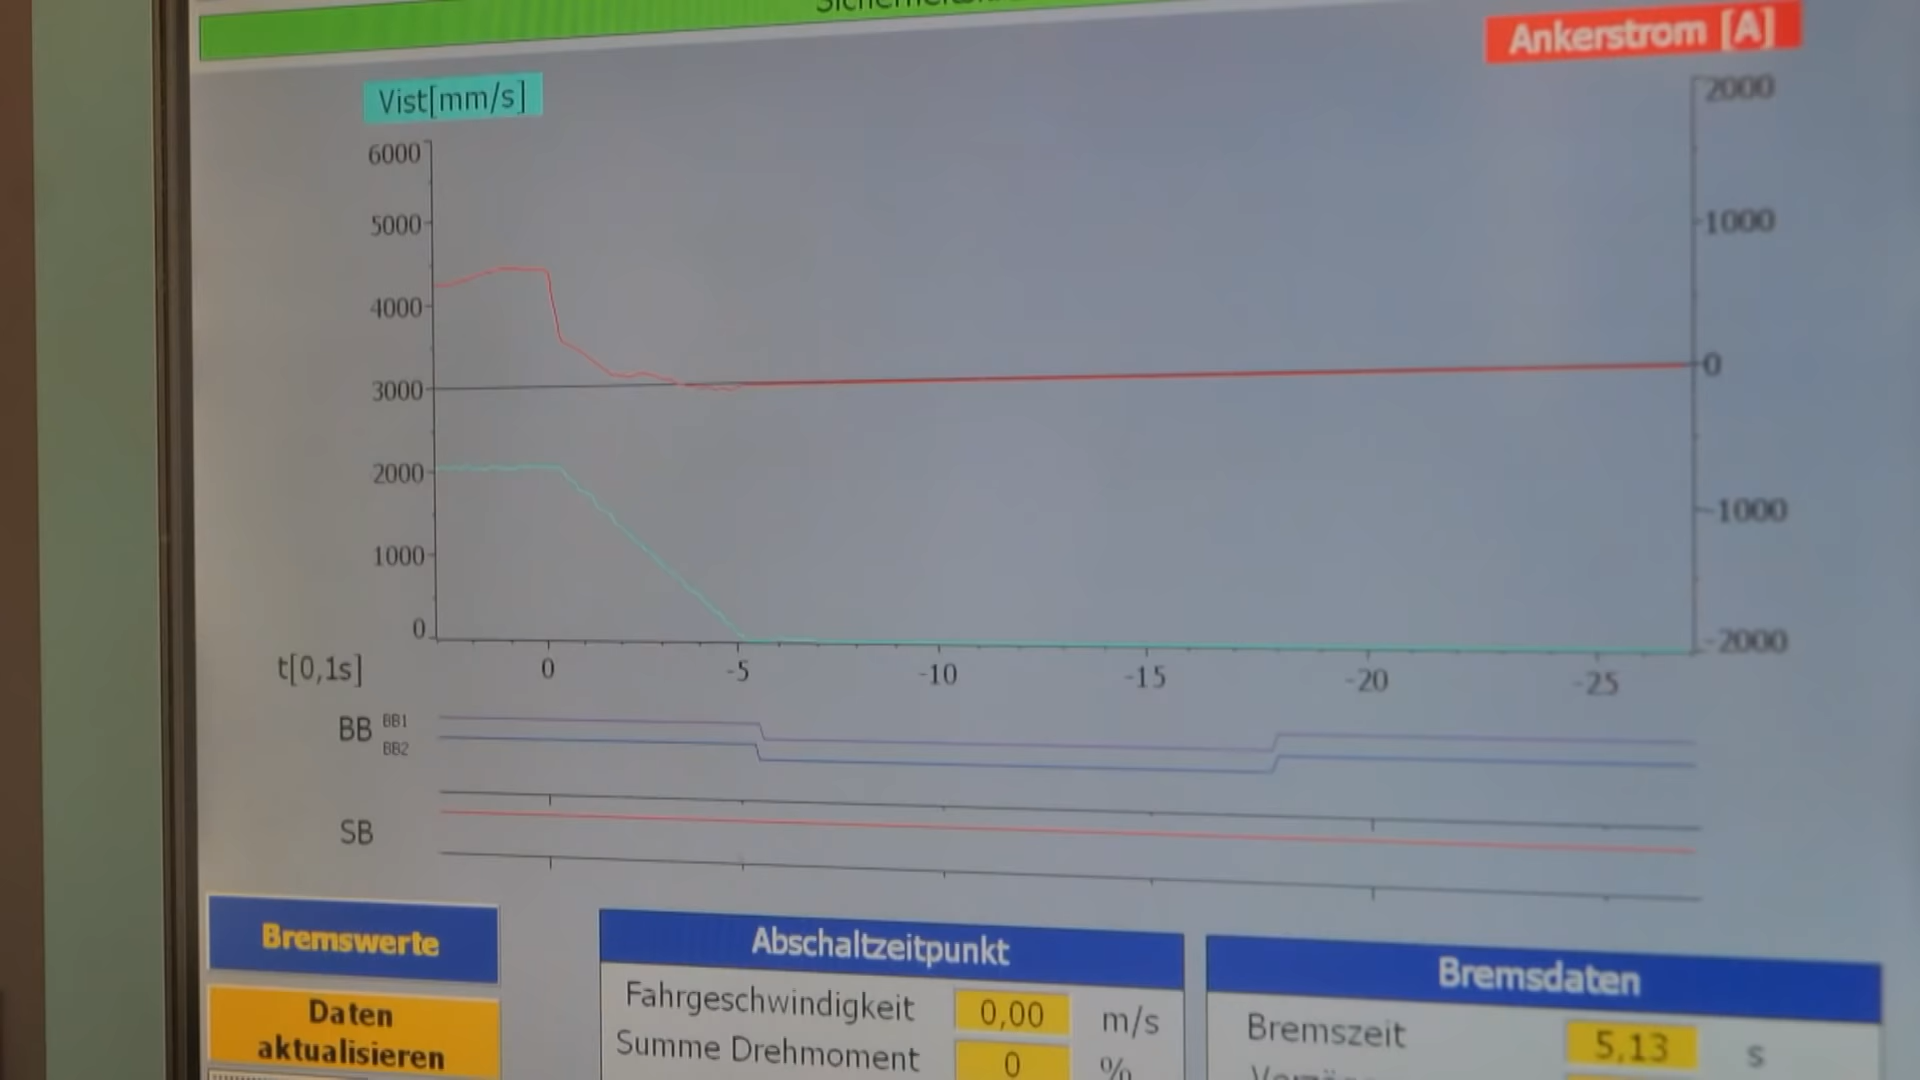 Ankerstrom [A]
Vist[mm/s]
2000
6000
5000
1000
4000
3000
0
2000
1000
-1000
0
-2000
t[0,1s]
0
-5
-10
-15
-20
-25
BB
BB1
BB2
SB
Bremswerte
Abschaltzeitpunkt
Bremsdaten
Daten
aktualisieren
Fahrgeschwindigkeit 0,00 m/s
Bremszeit 5,13 s
Summe Drehmoment 0 %